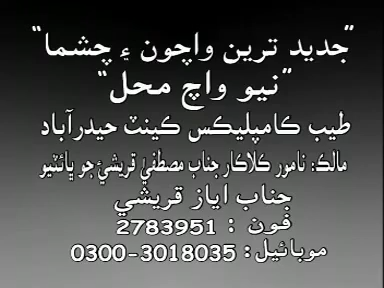 "جديد ترين واچون ۽ چشما"
"نيو واچ محل"
طيب ڪامپليڪس ڪينٽ حيدرآباد
مالڪ: نامور ڪلاڪار جناب مصطفيٰ قريشيءَ جو ڀائٽيو
جناب اياز قريشي
فون : 2783951
موبائيل : 0300-3018035